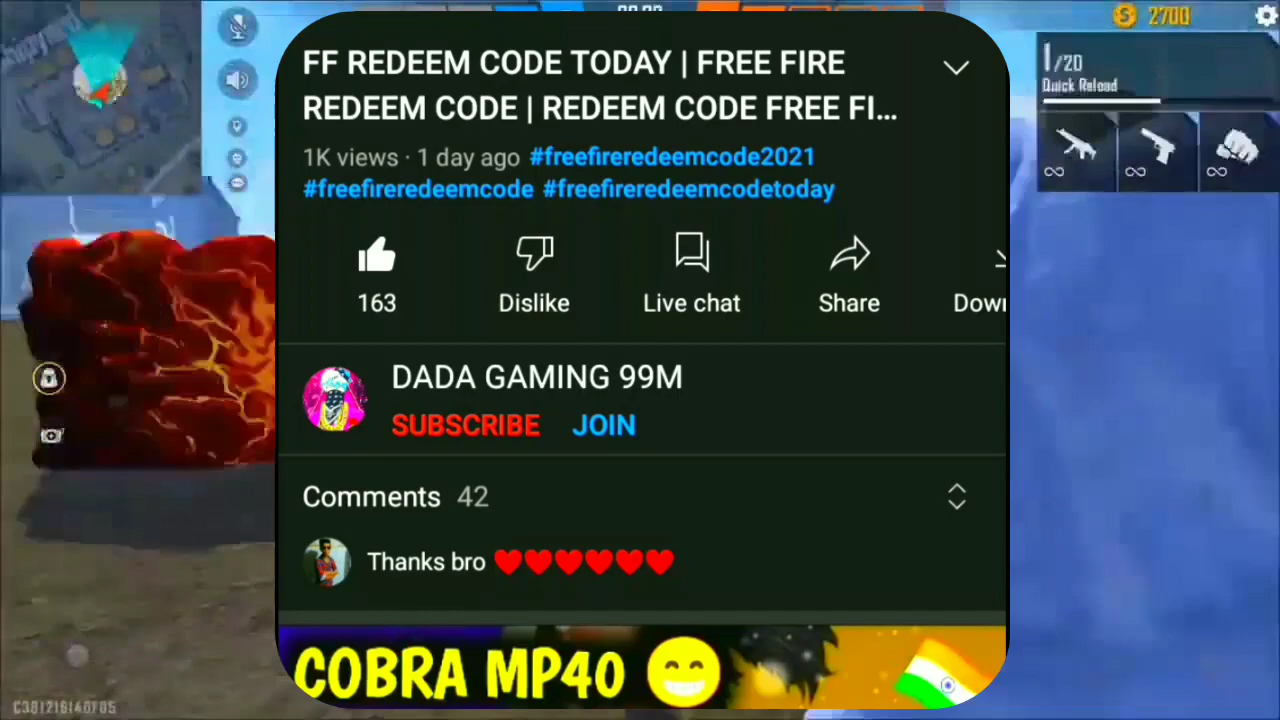 2700
1/20
Quick Reload
FF REDEEM CODE TODAY | FREE FIRE
REDEEM CODE | REDEEM CODE FREE FI...
1K views · 1 day ago #freefireredeemcode2021
#freefireredeemcode #freefireredeemcodetoday
163
Dislike
Live chat
Share
Down
DADA GAMING 99M
SUBSCRIBE JOIN
Comments 42
Thanks bro ❤️❤️❤️❤️❤️❤️
COBRA MP40 😁